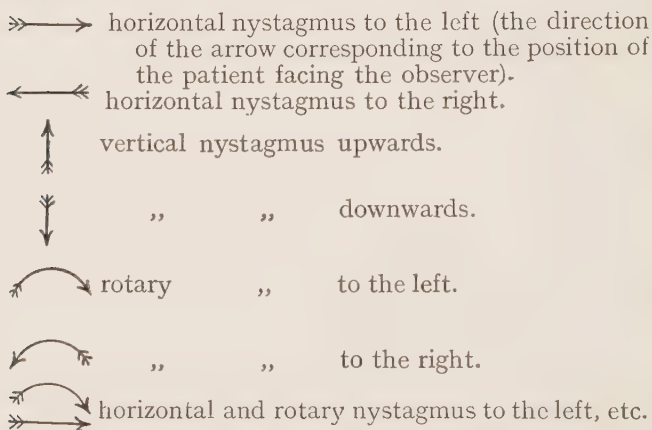 horizontal nystagmus to the left (the direction
of the arrow corresponding to the position of
the patient facing the observer).
horizontal nystagmus to the right.
vertical nystagmus upwards.
,, ,, downwards.
rotary ,, to the left.
,, ,, to the right.
horizontal and rotary nystagmus to the left, etc.